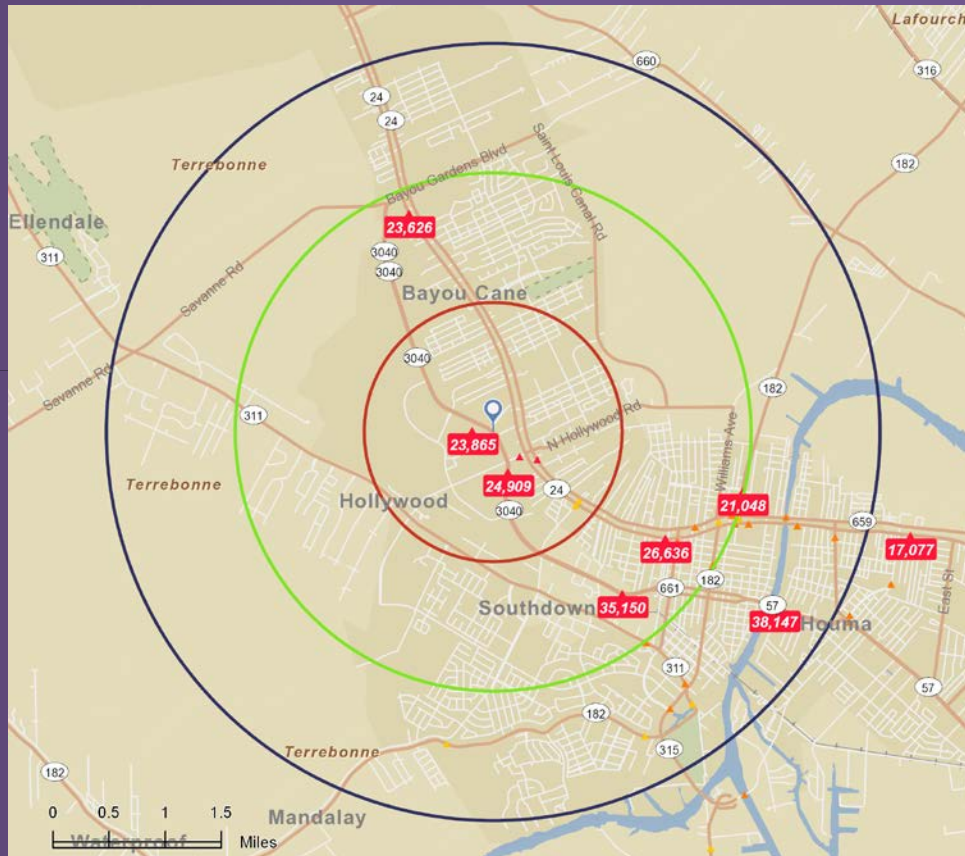 Lafourch
660
316
24
24
182
Saint Louis Canal Rd
Terrebonne
Bayou Gardens Blvd
Ellendale
23,626
311
3040
3040
Savanne Rd
Bayou Cane
3040
Savanne Rd
182
311
N Hollywood Rd
Williams Ave
23,865
Terrebonne
24,909
Hollywood
24
3040
21,048
659
26,636
17,077
182
661
East St
Southdown
35,150
57
38,147
Houma
311
57
182
Terrebonne
315
182
0 0.5 1 1.5
Mandalay
Waterproof
Miles